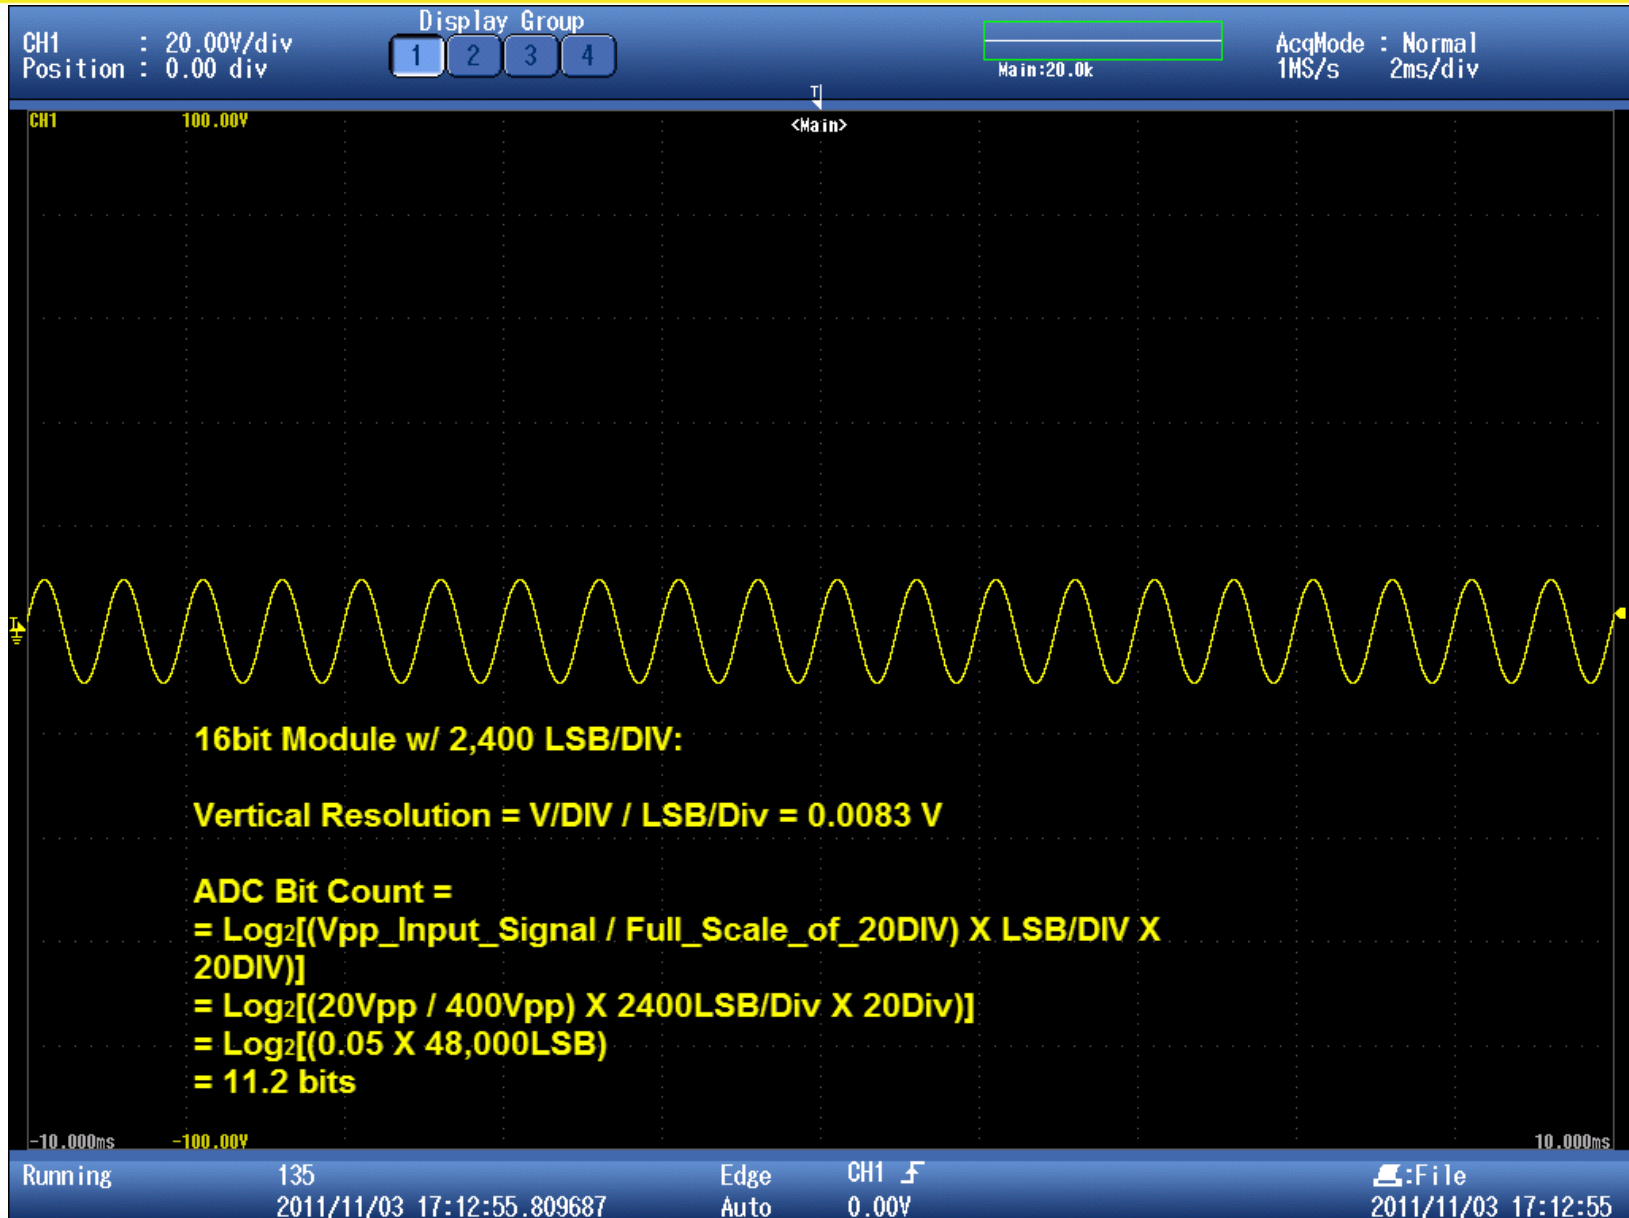 Display Group
CH1 : 20.00V/div
Position : 0.00 div
1 2 3 4
Main:20.0k
AcqMode : Normal
1MS/s 2ms/div
T
CH1 100.00V <Main>
T
16bit Module w/ 2,400 LSB/DIV:
Vertical Resolution = V/DIV / LSB/Div = 0.0083 V
ADC Bit Count =
= Log2[(Vpp_Input_Signal / Full_Scale_of_20DIV) X LSB/DIV X
20DIV)]
= Log2[(20Vpp / 400Vpp) X 2400LSB/Div X 20Div)]
= Log2[(0.05 X 48,000LSB)
= 11.2 bits
-10.000ms -100.00V 10.000ms
Running 135 Edge CH1 :File
2011/11/03 17:12:55.809687 Auto 0.00V 2011/11/03 17:12:55